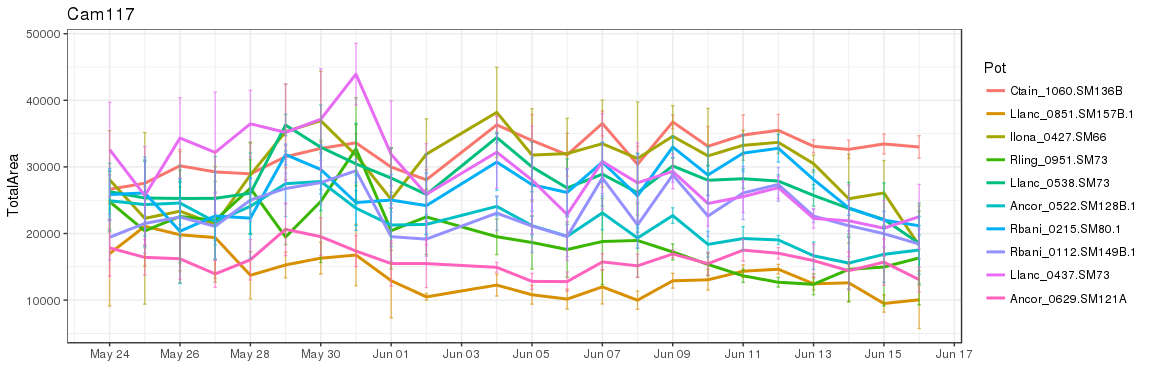 Cam117
TotalArea
50000
40000
30000
20000
10000
May 24
May 26
May 28
May 30
Jun 01
Jun 03
Jun 05
Jun 07
Jun 09
Jun 11
Jun 13
Jun 15
Jun 17
Pot
Ctain_1060.SM136B
Llanc_0851.SM157B.1
Ilona_0427.SM66
Rling_0951.SM73
Llanc_0538.SM73
Ancor_0522.SM128B.1
Rbani_0215.SM80.1
Rbani_0112.SM149B.1
Llanc_0437.SM73
Ancor_0629.SM121A